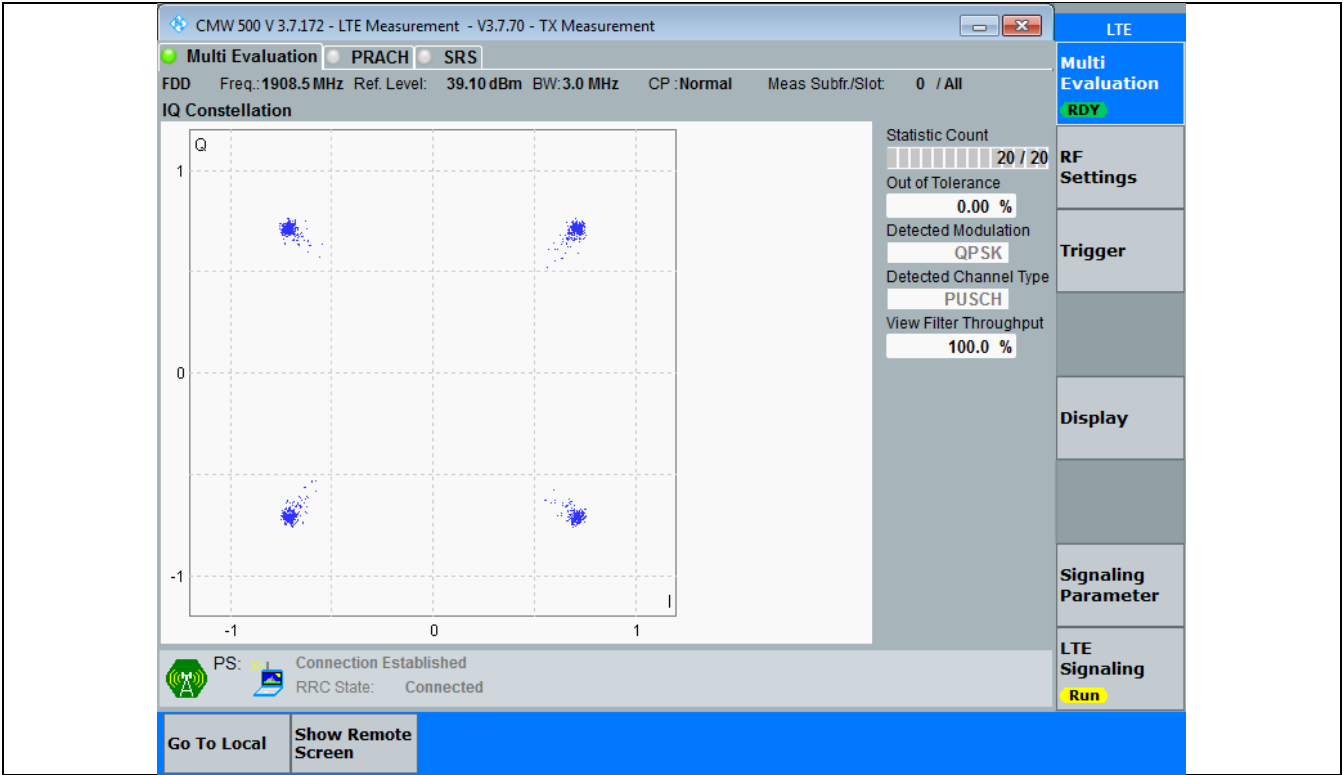 CMW 500 V 3.7.172 - LTE Measurement - V3.7.70 - TX Measurement
LTE
Multi Evaluation PRACH SRS
FDD Freq.: 1908.5 MHz Ref. Level: 39.10 dBm BW: 3.0 MHz CP : Normal Meas Subfr./Slot: 0 / All
IQ Constellation
Q
1
0
-1
I
-1 0 1
Statistic Count
20 / 20
Out of Tolerance
0.00 %
Detected Modulation
QPSK
Detected Channel Type
PUSCH
View Filter Throughput
100.0 %
Multi
Evaluation
RDY
RF
Settings
Trigger
Display
Signaling
Parameter
LTE
Signaling
Run
PS: Connection Established
RRC State: Connected
Go To Local
Show Remote
Screen